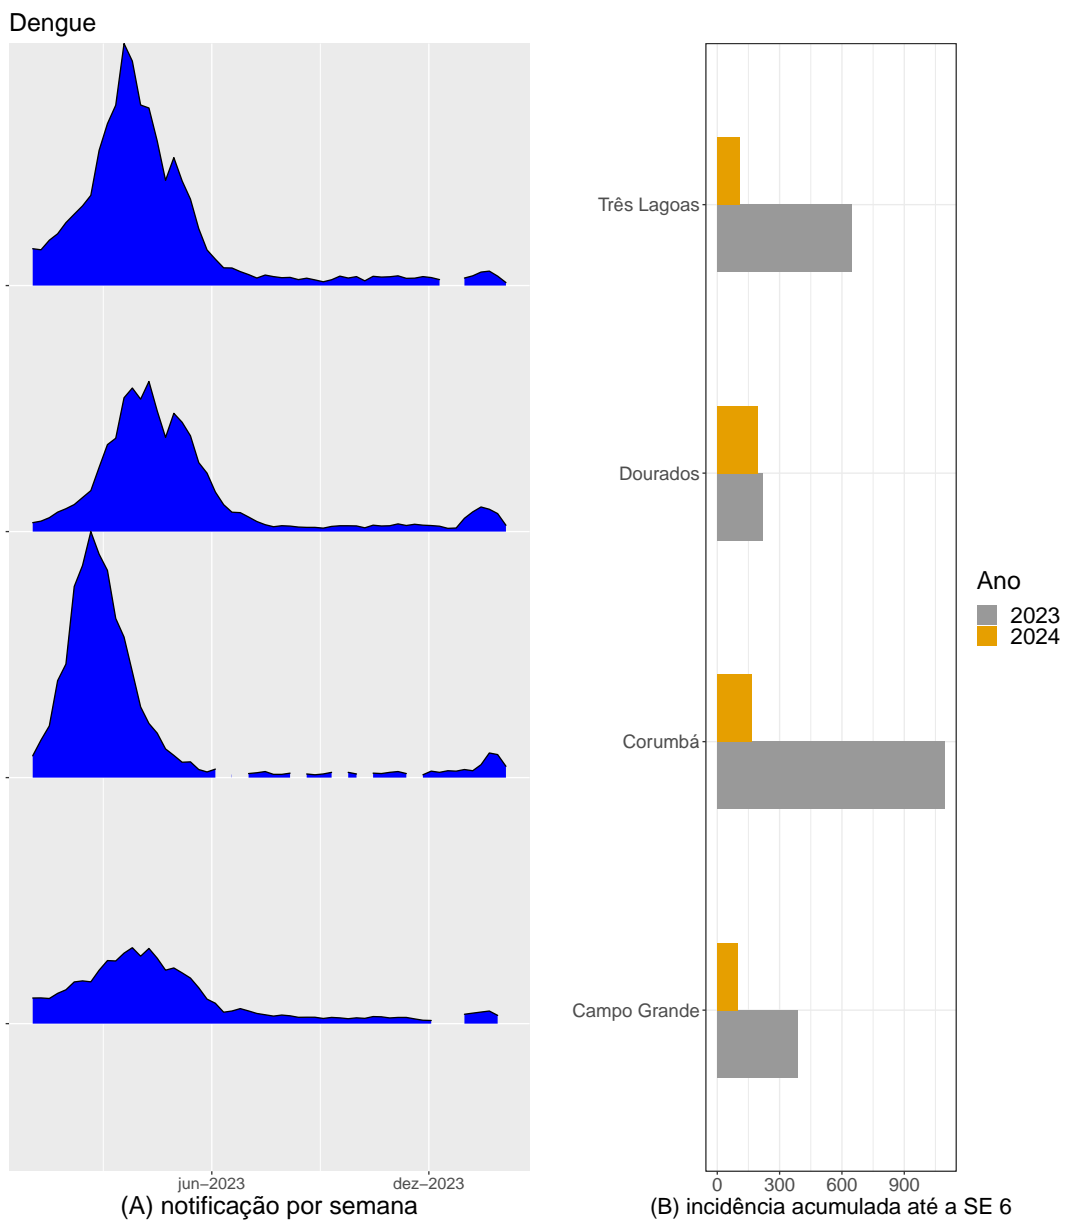 Dengue
jun–2023
dez–2023
(A) notificação por semana
Três Lagoas
Dourados
Corumbá
Campo Grande
0 300 600 900
(B) incidência acumulada até a SE 6
Ano
2023
2024